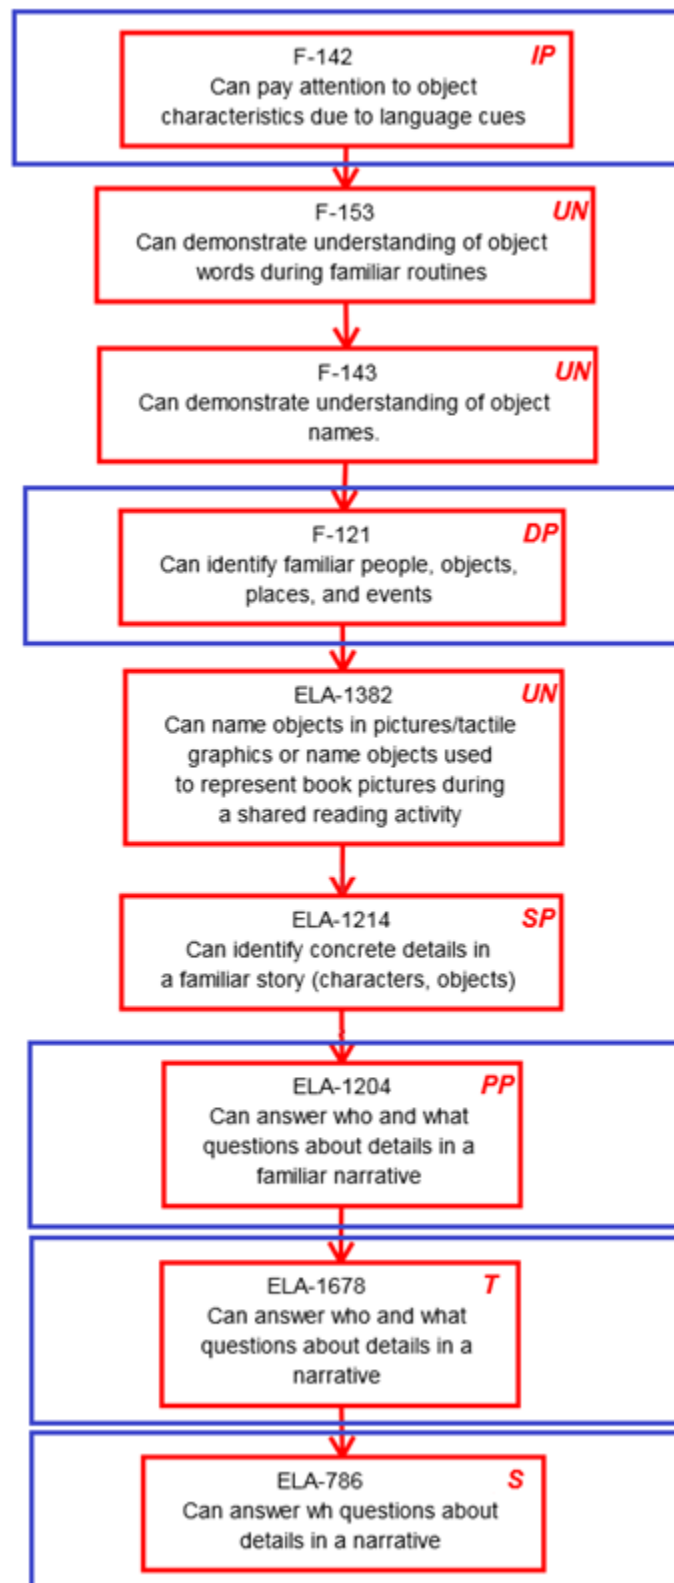 F-142 IP
Can pay attention to object
characteristics due to language cues
F-153 UN
Can demonstrate understanding of object
words during familiar routines
F-143 UN
Can demonstrate understanding of object
names.
F-121 DP
Can identify familiar people, objects,
places, and events
ELA-1382 UN
Can name objects in pictures/tactile
graphics or name objects used
to represent book pictures during
a shared reading activity
ELA-1214 SP
Can identify concrete details in
a familiar story (characters, objects)
ELA-1204 PP
Can answer who and what
questions about details in a
familiar narrative
ELA-1678 T
Can answer who and what
questions about details in a
narrative
ELA-786 S
Can answer wh questions about
details in a narrative